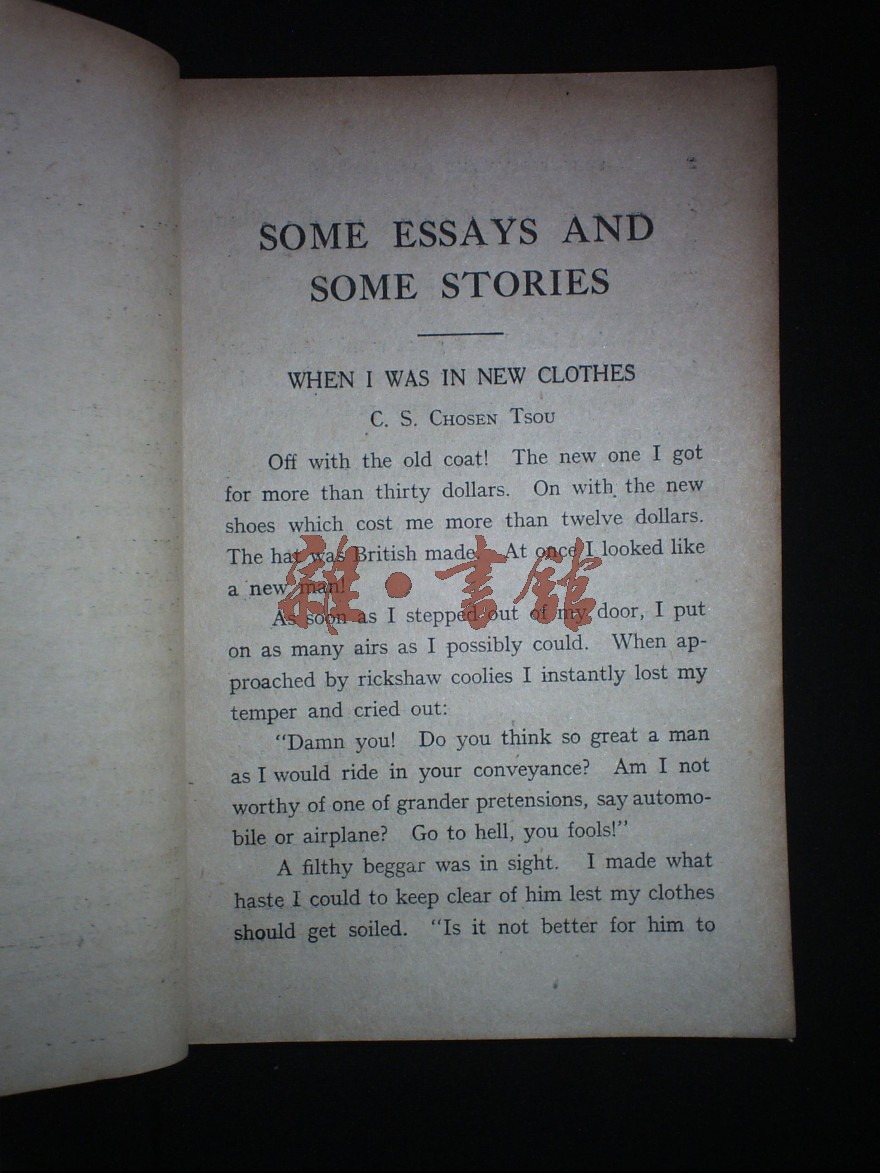 SOME ESSAYS AND
SOME STORIES
WHEN I WAS IN NEW CLOTHES
C. S. CHOSEN TSOU
Off with the old coat! The new one I got
for more than thirty dollars. On with the new
shoes which cost me more than twelve dollars.
The hat was British made. At once I looked like
a new man!
雜·書館
As soon as I stepped out of my door, I put
on as many airs as I possibly could. When ap-
proached by rickshaw coolies I instantly lost my
temper and cried out:
"Damn you! Do you think so great a man
as I would ride in your conveyance? Am I not
worthy of one of grander pretensions, say automo-
bile or airplane? Go to hell, you fools!"
A filthy beggar was in sight. I made what
haste I could to keep clear of him lest my clothes
should get soiled. "Is it not better for him to